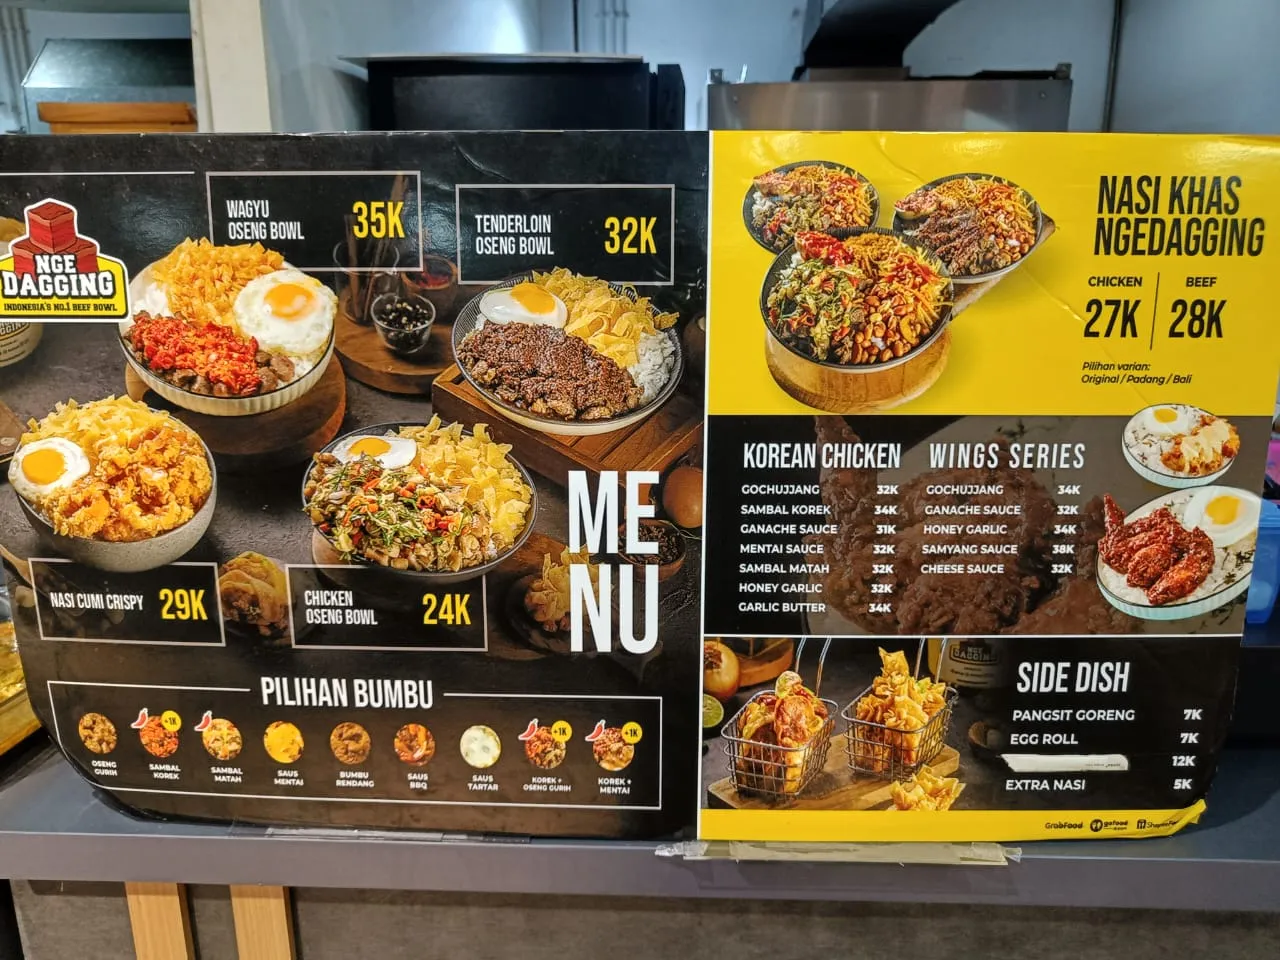 NGE
DAGGING
INDONESIA'S NO.1 BEEF BOWL
WAGYU
OSENG BOWL
35K
TENDERLOIN
OSENG BOWL
32K
NASI CUMI CRISPY
29K
CHICKEN
OSENG BOWL
24K
ME
NU
PILIHAN BUMBU
OSENG
GURIH
+1K
SAMBAL
KOREK
SAMBAL
MATAH
SAUS
MENTAI
BUMBU
RENDANG
SAUS
BBQ
SAUS
TARTAR
+1K
KOREK +
OSENG GURIH
+1K
KOREK +
MENTAI
NASI KHAS
NGEDAGGING
CHICKEN
27K
BEEF
28K
Pilihan varian:
Original / Padang / Bali
KOREAN CHICKEN
GOCHUJJANG 32K
SAMBAL KOREK 34K
GANACHE SAUCE 31K
MENTAI SAUCE 32K
SAMBAL MATAH 32K
HONEY GARLIC 32K
GARLIC BUTTER 34K
WINGS SERIES
GOCHUJJANG 34K
GANACHE SAUCE 32K
HONEY GARLIC 34K
SAMYANG SAUCE 38K
CHEESE SAUCE 32K
NGE
DAGGING
SIDE DISH
PANGSIT GORENG 7K
EGG ROLL 7K
12K
EXTRA NASI 5K
GrabFood
gofood